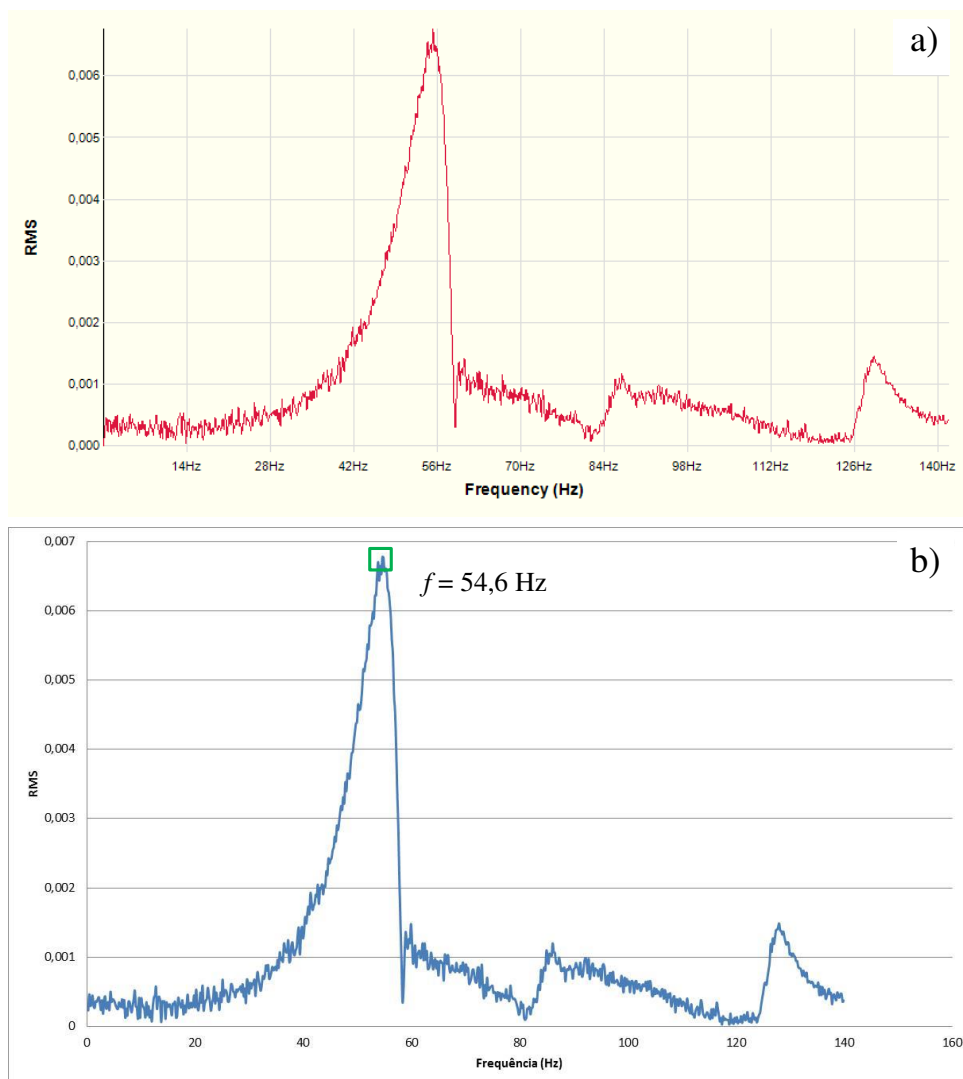 a)
0,006
0,005
0,004
0,003
0,002
0,001
0,000
RMS
14Hz 28Hz 42Hz 56Hz 70Hz 84Hz 98Hz 112Hz 126Hz 140Hz
Frequency (Hz)
b)
f = 54,6 Hz
0,007
0,006
0,005
0,004
0,003
0,002
0,001
0
RMS
0 20 40 60 80 100 120 140 160
Frequência (Hz)